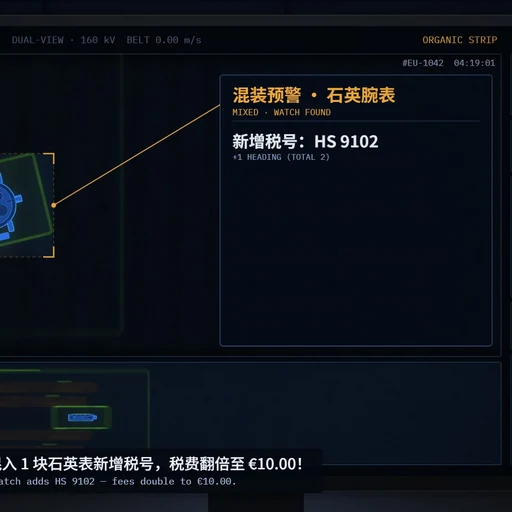 DUAL-VIEW · 160 kV BELT 0.00 m/s
ORGANIC STRIP
#EU-1042 04:19:01
混装预警 · 石英腕表
MIXED · WATCH FOUND
新增税号：HS 9102
+1 HEADING (TOTAL 2)
入 1 块石英表新增税号，税费翻倍至 €10.00！
atch adds HS 9102 — fees double to €10.00.